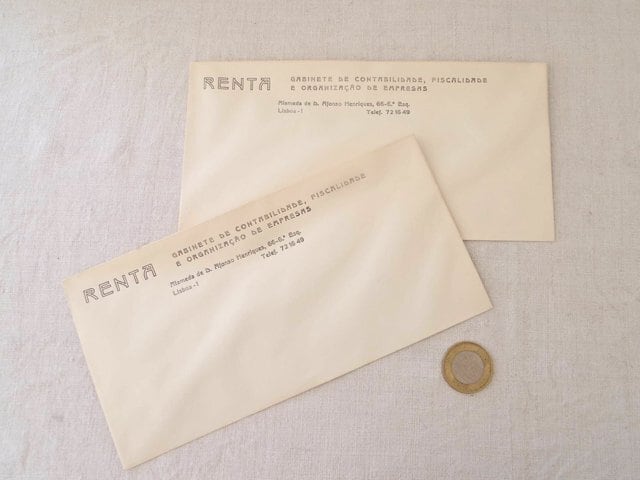 RENTA
GABINETE DE CONTABILIDADE, FISCALIDADE
E ORGANIZAÇÃO DE EMPRESAS
Alameda de D. Afonso Henriques, 66-6.º Esq.
Lisboa - 1 Telef. 72 16 49
RENTA
GABINETE DE CONTABILIDADE, FISCALIDADE
E ORGANIZAÇÃO DE EMPRESAS
Alameda de D. Afonso Henriques, 66-6.º Esq.
Lisboa - 1 Telef. 72 16 49